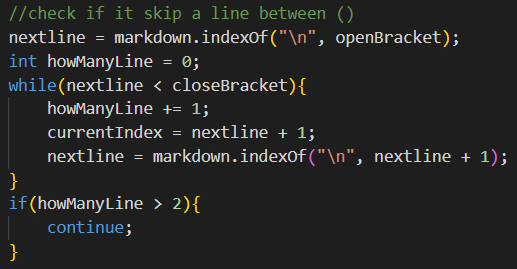 //check if it skip a line between ()
nextline = markdown.indexOf("\n", openBracket);
int howManyLine = 0;
while(nextline < closeBracket){
    howManyLine += 1;
    currentIndex = nextline + 1;
    nextline = markdown.indexOf("\n", nextline + 1);
}
if(howManyLine > 2){
    continue;
}